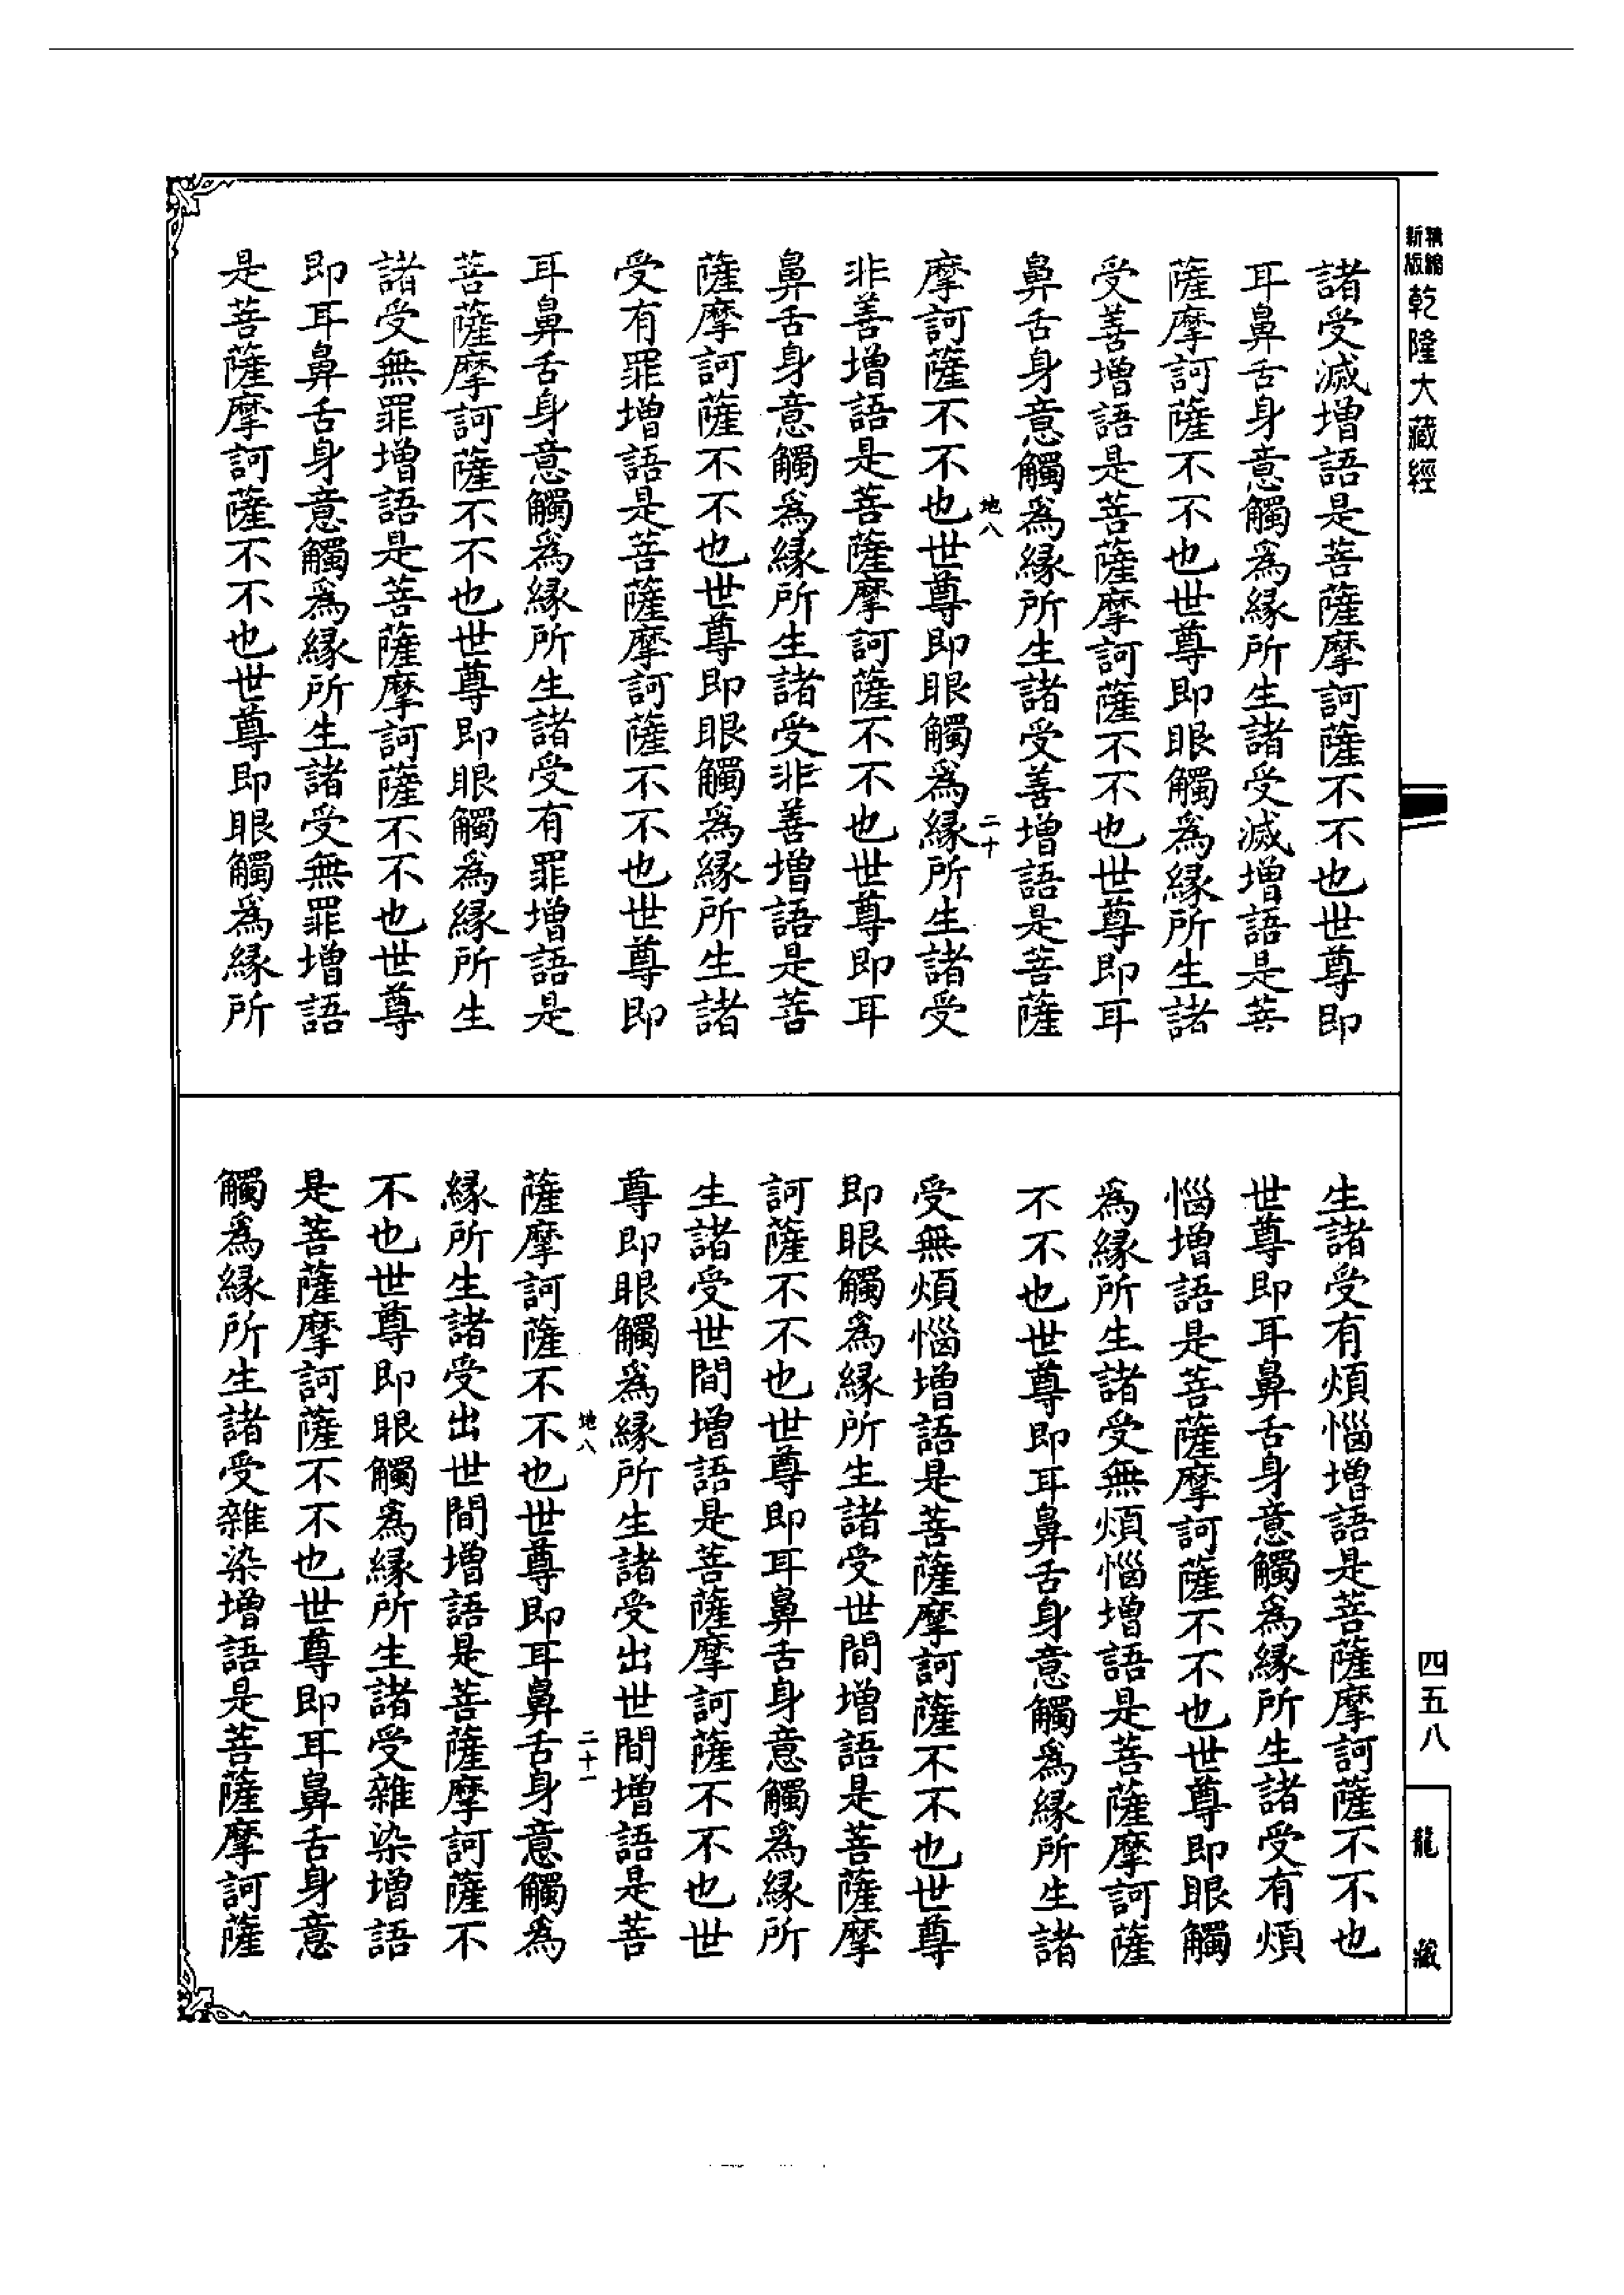 精縮
新版
乾隆大藏經
諸受滅增語是菩薩摩訶薩不不也世尊即
耳鼻舌身意觸為緣所生諸受滅增語是菩
薩摩訶薩不不也世尊即眼觸為緣所生諸
受善增語是菩薩摩訶薩不不也世尊即耳
鼻舌身意觸為緣所生諸受善增語是菩薩
地八
二十
摩訶薩不不也世尊即眼觸為緣所生諸受
非善增語是菩薩摩訶薩不不也世尊即耳
鼻舌身意觸為緣所生諸受非善增語是菩
薩摩訶薩不不也世尊即眼觸為緣所生諸
受有罪增語是菩薩摩訶薩不不也世尊即
耳鼻舌身意觸為緣所生諸受有罪增語是
菩薩摩訶薩不不也世尊即眼觸為緣所生
諸受無罪增語是菩薩摩訶薩不不也世尊
即耳鼻舌身意觸為緣所生諸受無罪增語
是菩薩摩訶薩不不也世尊即眼觸為緣所
生諸受有煩惱增語是菩薩摩訶薩不不也
世尊即耳鼻舌身意觸為緣所生諸受有煩
惱增語是菩薩摩訶薩不不也世尊即眼觸
為緣所生諸受無煩惱增語是菩薩摩訶薩
不不也世尊即耳鼻舌身意觸為緣所生諸
受無煩惱增語是菩薩摩訶薩不不也世尊
即眼觸為緣所生諸受世間增語是菩薩摩
訶薩不不也世尊即耳鼻舌身意觸為緣所
生諸受世間增語是菩薩摩訶薩不不也世
尊即眼觸為緣所生諸受出世間增語是菩
地八
二十一
薩摩訶薩不不也世尊即耳鼻舌身意觸為
緣所生諸受出世間增語是菩薩摩訶薩不
不也世尊即眼觸為緣所生諸受雜染增語
是菩薩摩訶薩不不也世尊即耳鼻舌身意
觸為緣所生諸受雜染增語是菩薩摩訶薩
四五八
龍藏